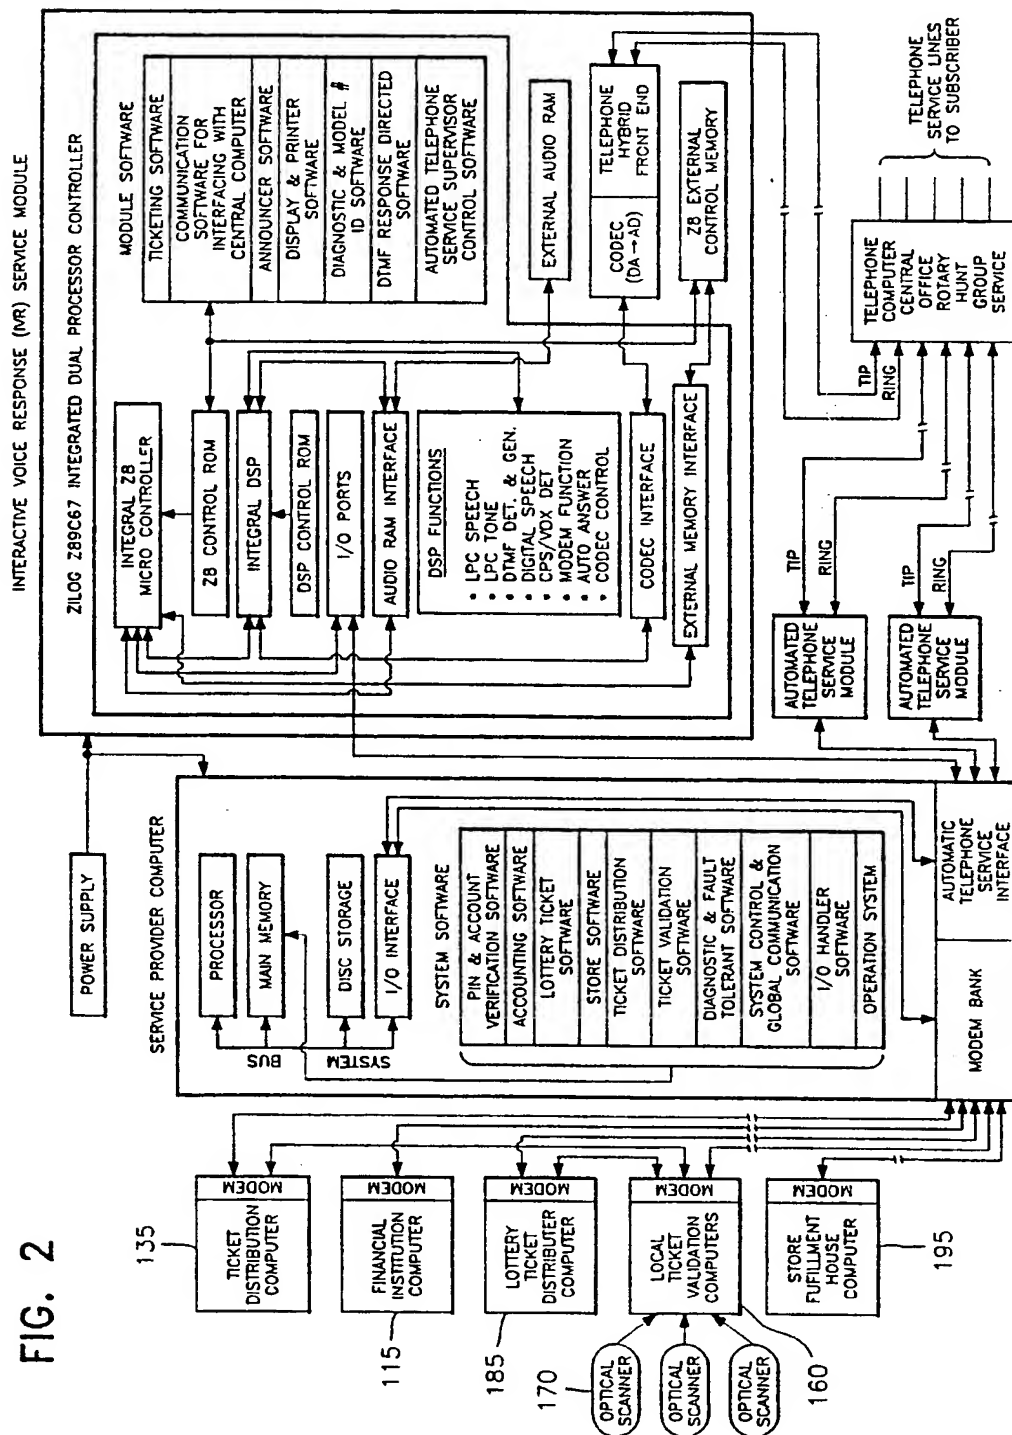 FIG. 2
INTERACTIVE VOICE RESPONSE (IVR) SERVICE MODULE
ZILOG Z89C67 INTEGRATED DUAL PROCESSOR CONTROLLER
INTEGRAL Z8
MICRO CONTROLLER
Z8 CONTROL ROM
INTEGRAL DSP
DSP CONTROL ROM
I/O PORTS
AUDIO RAM INTERFACE
DSP FUNCTIONS
• LPC SPEECH
• LPC TONE
• DTMF DET. & GEN.
• DIGITAL SPEECH
• CPS/VOX DET
• MODEM FUNCTION
• AUTO ANSWER
• CODEC CONTROL
CODEC INTERFACE
EXTERNAL MEMORY INTERFACE
MODULE SOFTWARE
TICKETING SOFTWARE
COMMUNICATION
SOFTWARE FOR
INTERFACING WITH
CENTRAL COMPUTER
ANNOUNCER SOFTWARE
DISPLAY & PRINTER
SOFTWARE
DIAGNOSTIC & MODEL #
ID SOFTWARE
DTMF RESPONSE DIRECTED
SOFTWARE
AUTOMATED TELEPHONE
SERVICE SUPERVISOR
CONTROL SOFTWARE
EXTERNAL AUDIO RAM
CODEC
(DA→AD)
TELEPHONE
HYBRID
FRONT END
Z8 EXTERNAL
CONTROL MEMORY
POWER SUPPLY
SERVICE PROVIDER COMPUTER
PROCESSOR
MAIN MEMORY
DISC STORAGE
I/O INTERFACE
SYSTEM
BUS
SYSTEM SOFTWARE
PIN & ACCOUNT
VERIFICATION SOFTWARE
ACCOUNTING SOFTWARE
LOTTERY TICKET
SOFTWARE
STORE SOFTWARE
TICKET DISTRIBUTION
SOFTWARE
TICKET VALIDATION
SOFTWARE
DIAGNOSTIC & FAULT
TOLERANT SOFTWARE
SYSTEM CONTROL &
GLOBAL COMMUNICATION
SOFTWARE
I/O HANDLER
SOFTWARE
OPERATION SYSTEM
MODEM BANK
AUTOMATIC
TELEPHONE
SERVICE
INTERFACE
AUTOMATED
TELEPHONE
SERVICE
MODULE
TIP
RING
AUTOMATED
TELEPHONE
SERVICE
MODULE
TIP
RING
TIP
RING
TELEPHONE
COMPUTER
CENTRAL
OFFICE
ROTARY
HUNT
GROUP
SERVICE
TELEPHONE
SERVICE LINES
TO SUBSCRIBER
135
TICKET
DISTRIBUTION
COMPUTER
MODEM
115
FINANCIAL
INSTITUTION
COMPUTER
MODEM
185
LOTTERY
TICKET
DISTRIBUTER
COMPUTER
MODEM
170
OPTICAL
SCANNER
OPTICAL
SCANNER
OPTICAL
SCANNER
160
LOCAL
TICKET
VALIDATION
COMPUTERS
MODEM
195
STORE
FUFILLMENT
HOUSE
COMPUTER
MODEM